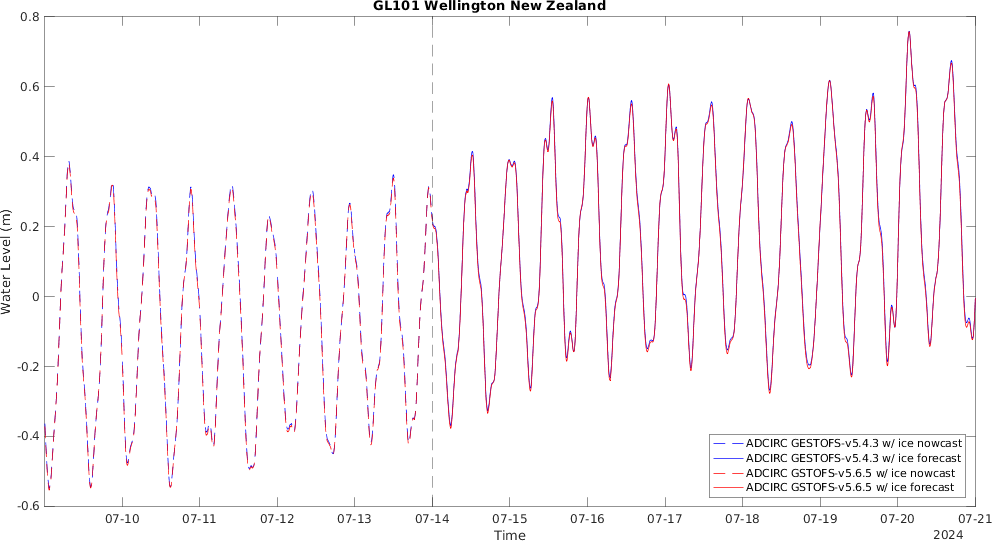 GL101 Wellington New Zealand
0.8
0.6
0.4
0.2
0
-0.2
-0.4
-0.6
Water Level (m)
ADCIRC GESTOFS-v5.4.3 w/ ice nowcast
ADCIRC GESTOFS-v5.4.3 w/ ice forecast
ADCIRC GSTOFS-v5.6.5 w/ ice nowcast
ADCIRC GSTOFS-v5.6.5 w/ ice forecast
07-10 07-11 07-12 07-13 07-14 07-15 07-16 07-17 07-18 07-19 07-20 07-21
Time
2024